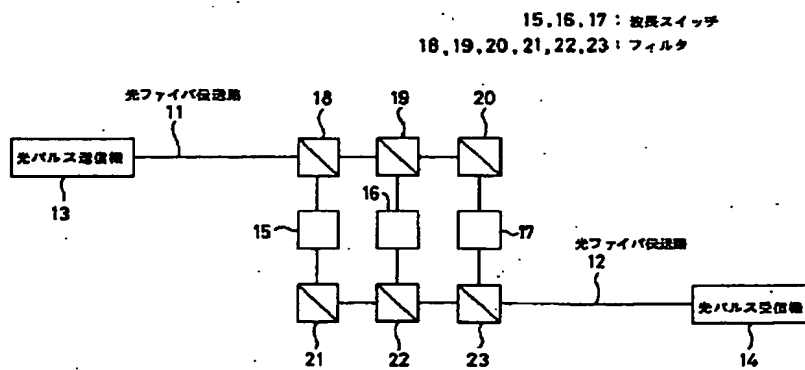 15,16,17: 波長スイッチ
18,19,20,21,22,23: フィルタ
光ファイバ伝送路
11
18
19
20
光パルス送信機
13
15
16
17
光ファイバ伝送路
12
光パルス受信機
14
21
22
23